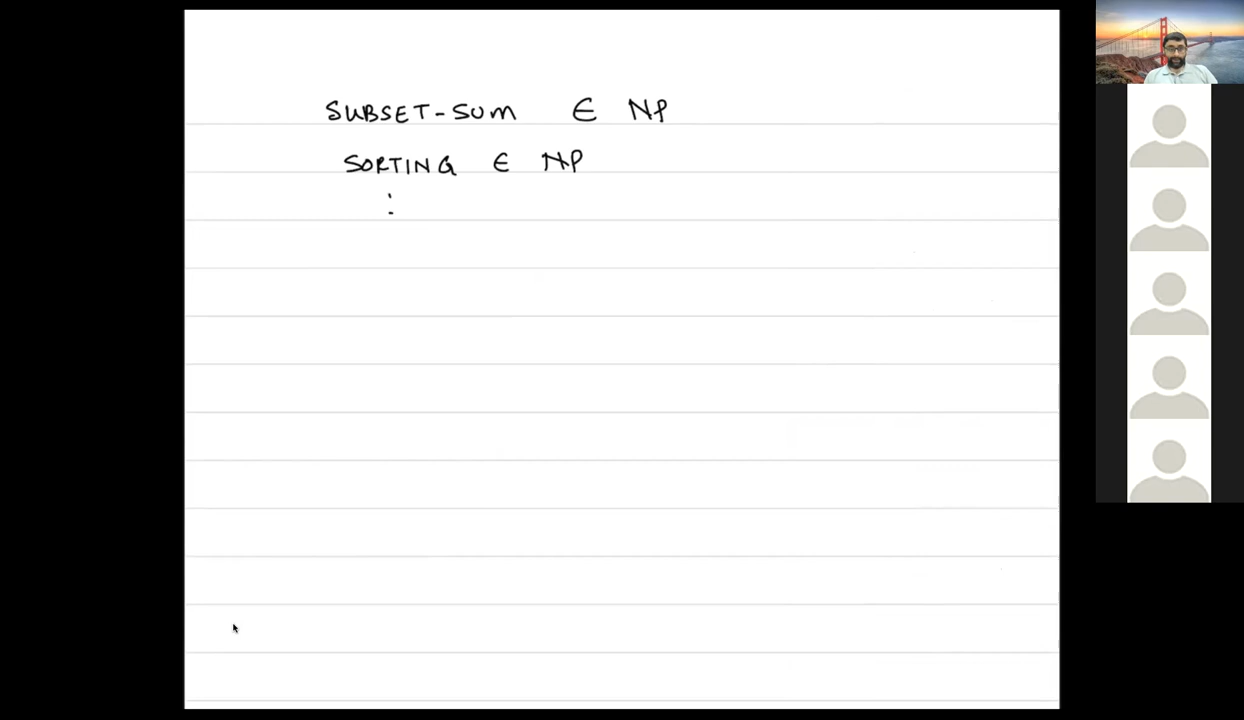 SUBSET-SUM ∈ NP
SORTING ∈ NP
⋮